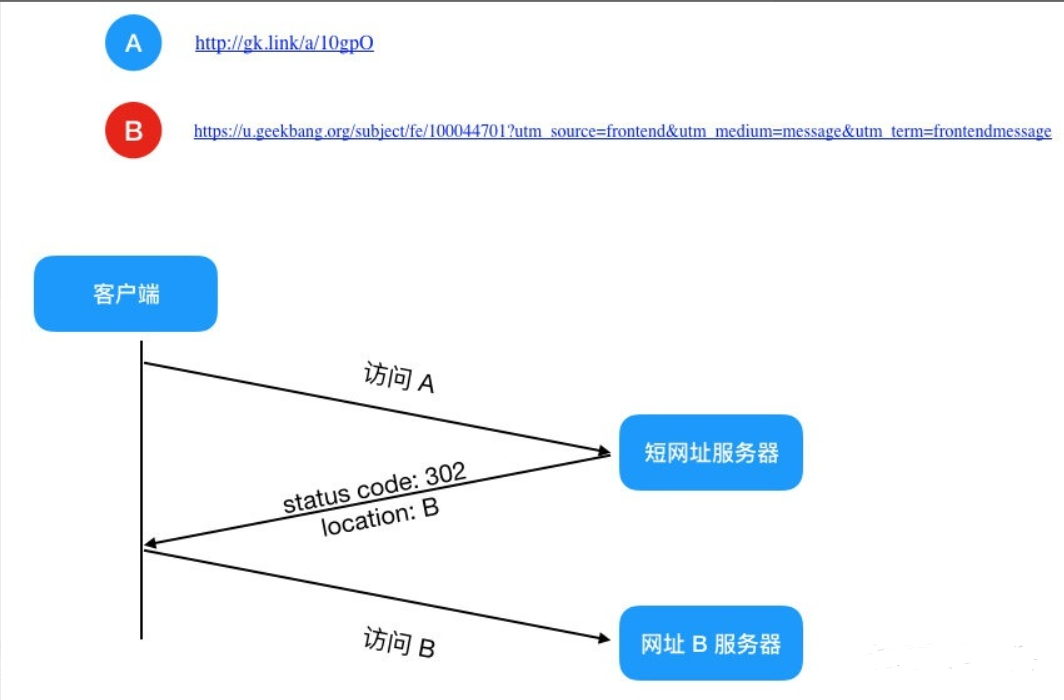 A
http://gk.link/a/10gpO
B
https://u.geekbang.org/subject/fe/100044701?utm_source=frontend&utm_medium=message&utm_term=frontendmessage
客户端
访问 A
短网址服务器
status code: 302
location: B
访问 B
网址 B 服务器